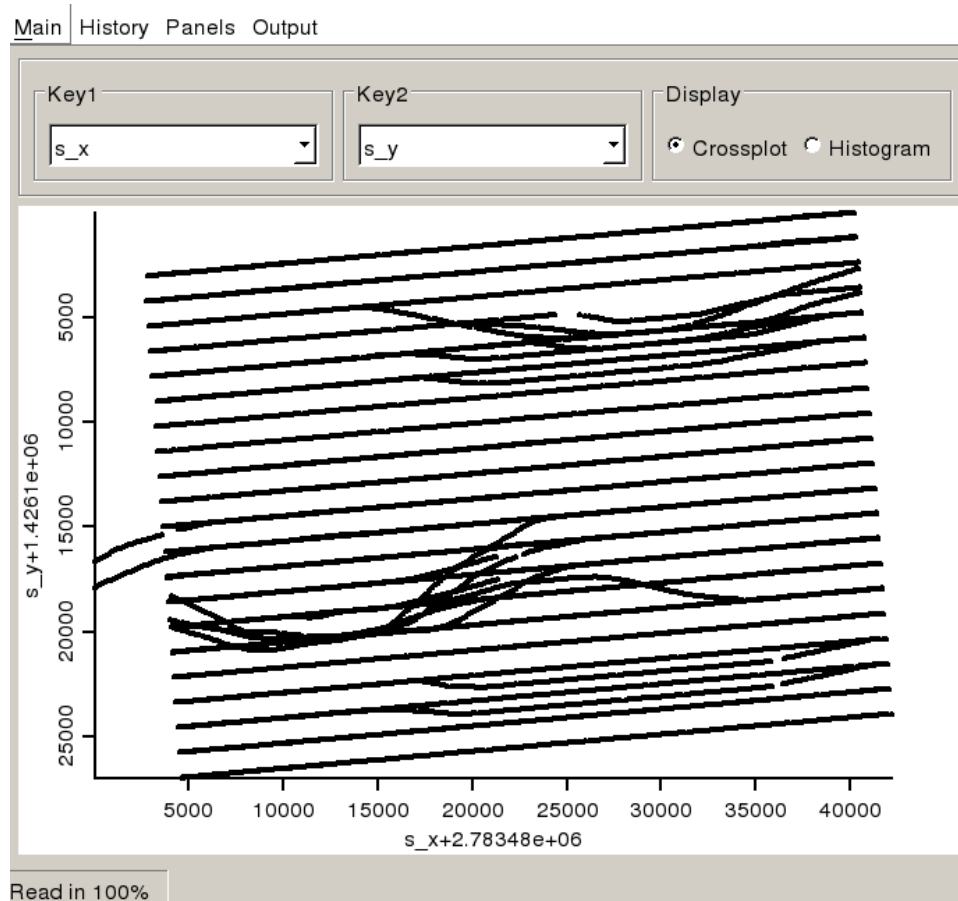 Main History Panels Output
Key1 Key2 Display
s_x s_y Crossplot Histogram
5000
10000
15000
20000
25000
s_y+1.4261e+06
5000 10000 15000 20000 25000 30000 35000 40000
s_x+2.78348e+06
Read in 100%